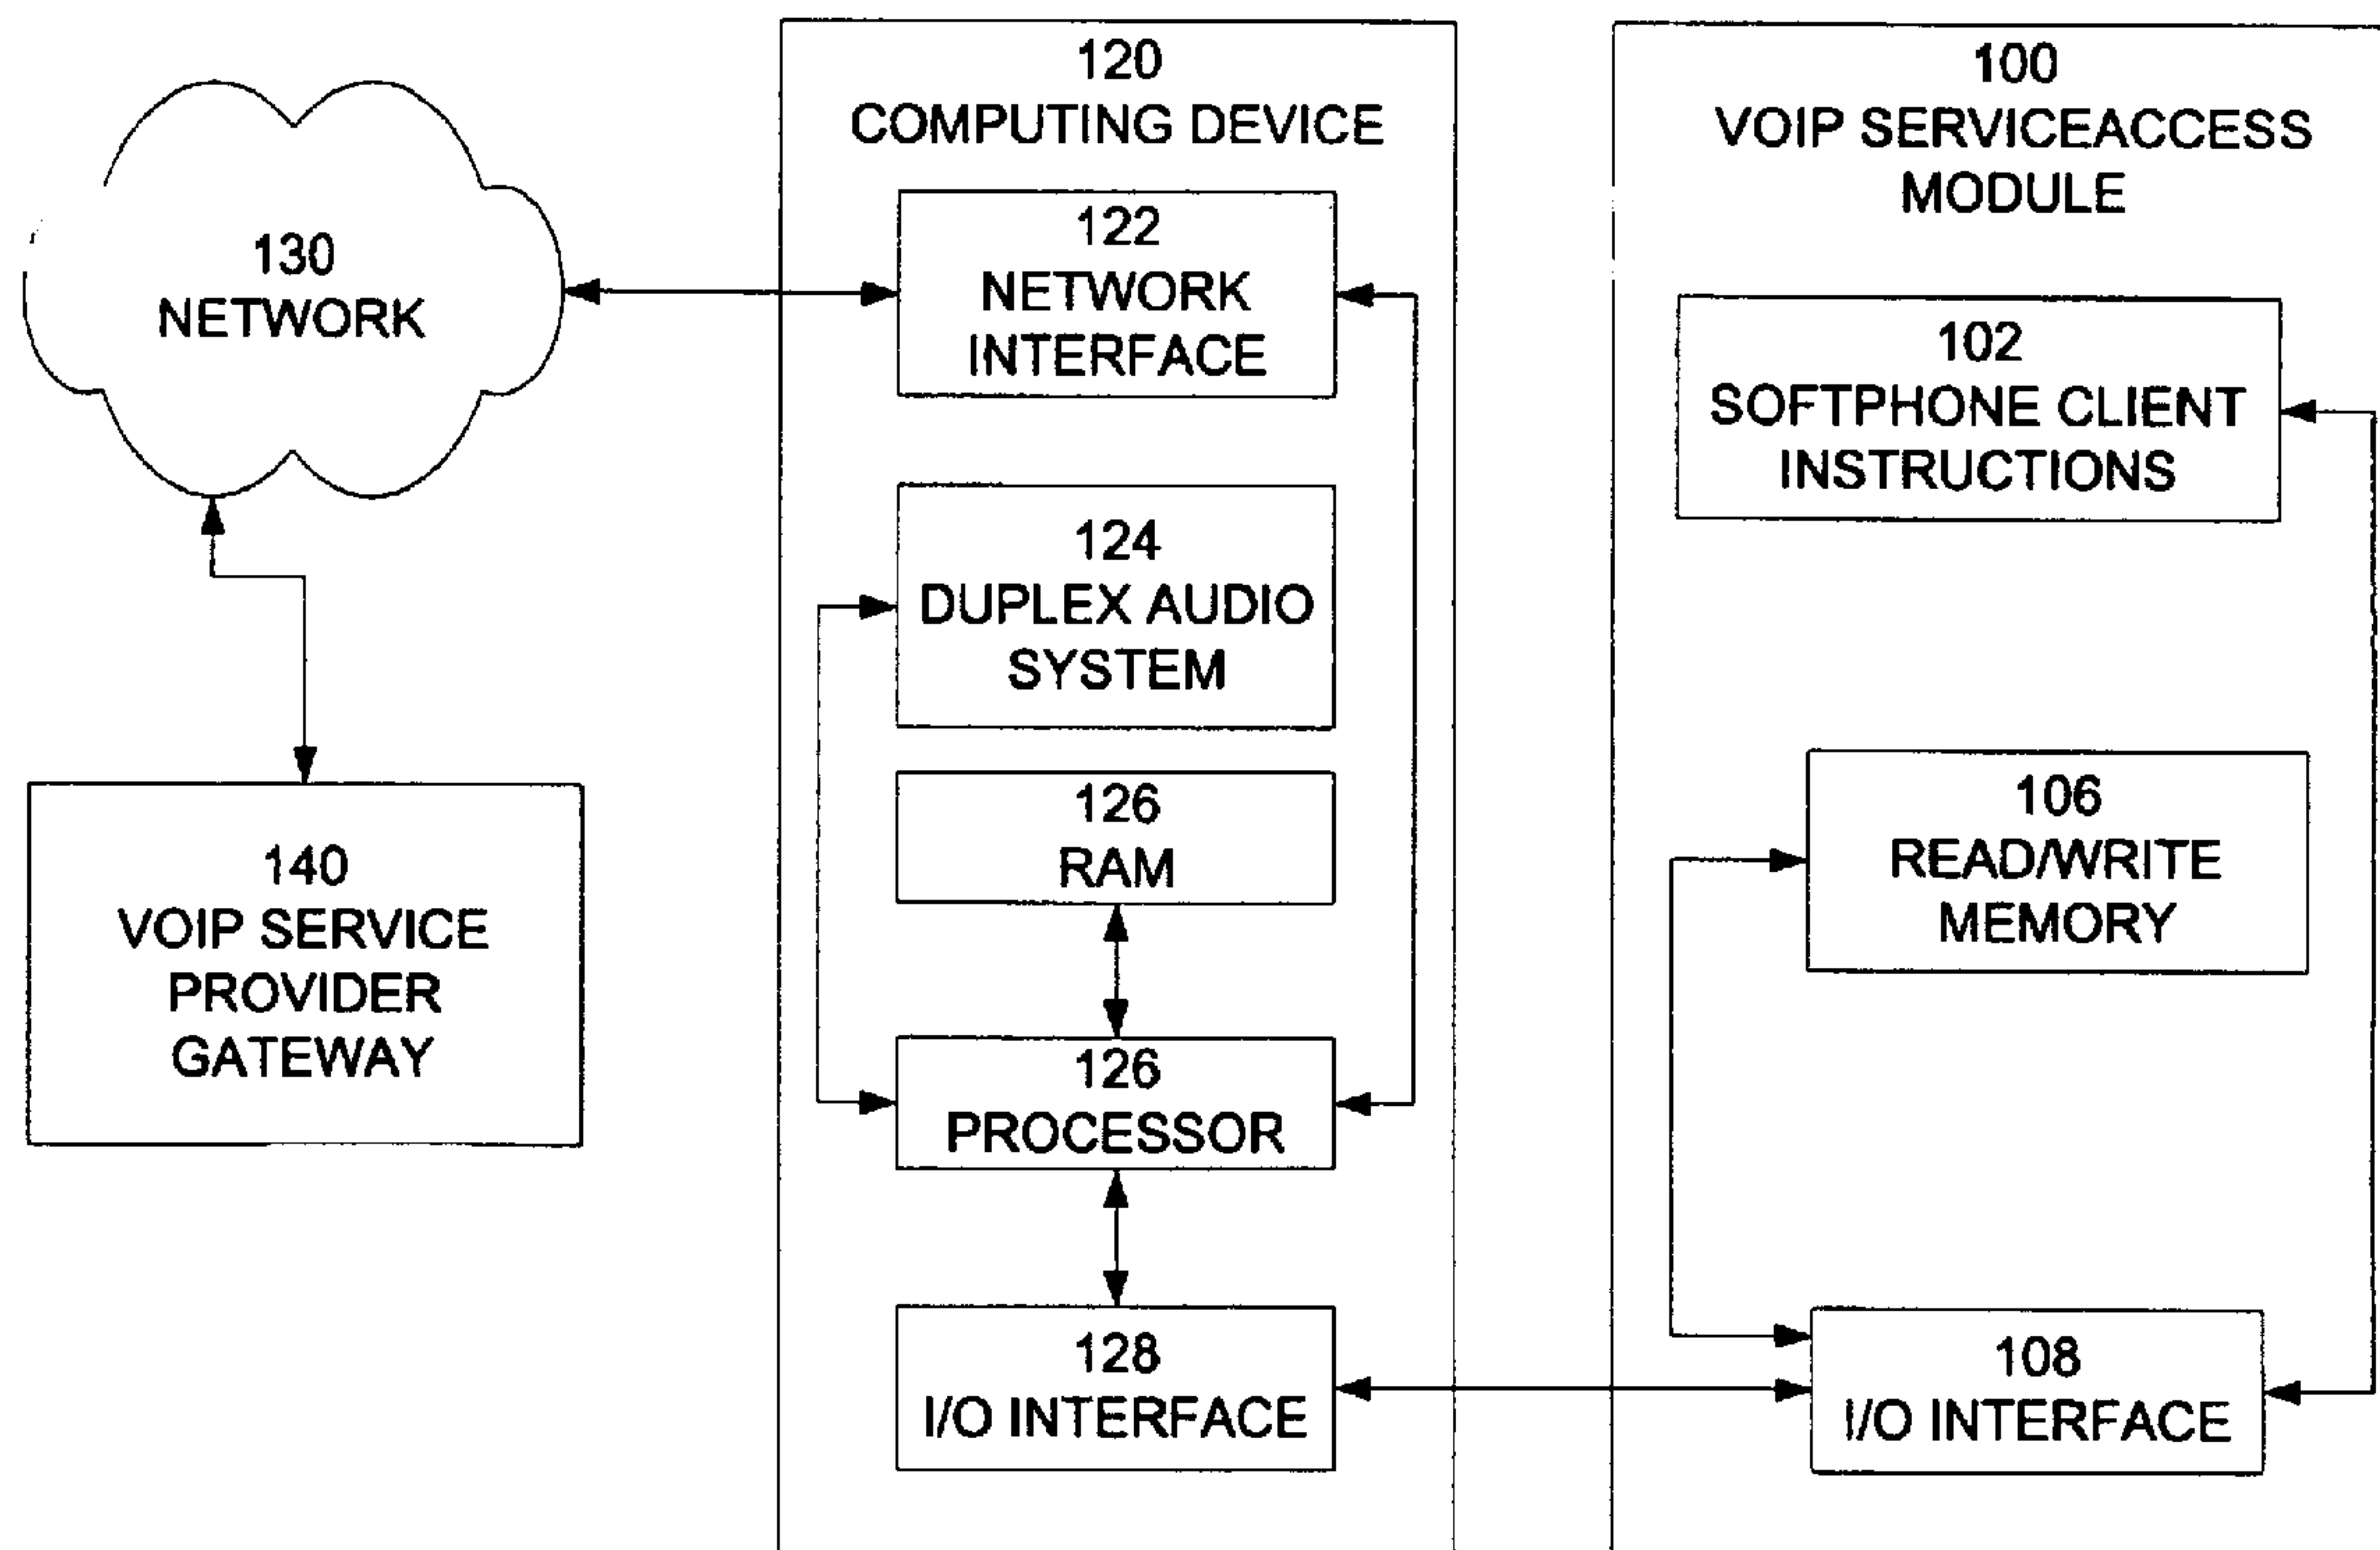 130
NETWORK
140
VOIP SERVICE
PROVIDER
GATEWAY
120
COMPUTING DEVICE
122
NETWORK
INTERFACE
124
DUPLEX AUDIO
SYSTEM
126
RAM
126
PROCESSOR
128
I/O INTERFACE
100
VOIP SERVICEACCESS
MODULE
102
SOFTPHONE CLIENT
INSTRUCTIONS
106
READ/WRITE
MEMORY
108
I/O INTERFACE